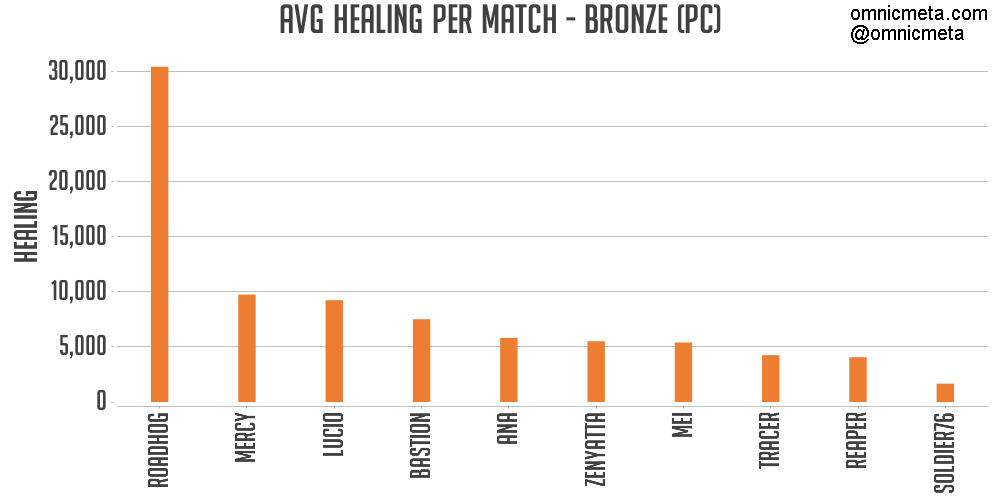 AVG HEALING PER MATCH - BRONZE (PC)
omnicmeta.com
@omnicmeta
HEALING
30,000
25,000
20,000
15,000
10,000
5,000
0
ROADHOG
MERCY
LUCIO
BASTION
ANA
ZENYATTA
MEI
TRACER
REAPER
SOLDIER76